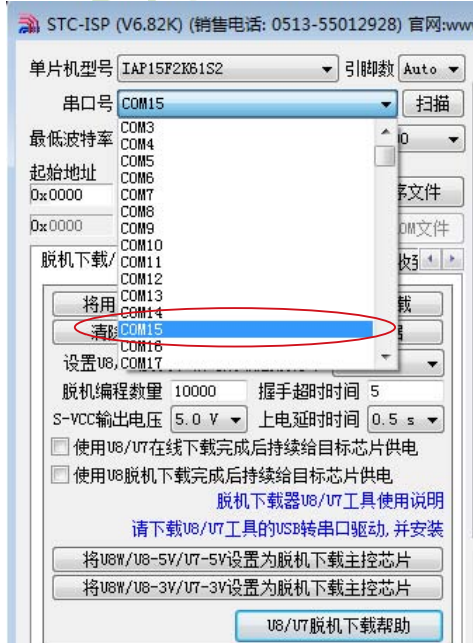 STC-ISP (V6.82K) (销售电话: 0513-55012928) 官网:ww
单片机型号 IAP15F2K61S2 引脚数 Auto
串口号 COM15 扫描
COM3
最低波特率 COM4
COM5
起始地址 COM6
0x0000 COM7 序文件
COM8
0x0000 COM9
COM10
脱机下载/ COM11
COM12
将用 COM13 载
COM14
清除 COM15
COM16
设置U8, COM17
脱机编程数量 10000 握手超时时间 5
S-VCC输出电压 5.0 V 上电延时时间 0.5 s
使用U8/U7在线下载完成后持续给目标芯片供电
使用U8脱机下载完成后持续给目标芯片供电
脱机下载器U8/U7工具使用说明
请下载U8/U7工具的USB转串口驱动,并安装
将U8W/U8-5V/U7-5V设置为脱机下载主控芯片
将U8W/U8-3V/U7-3V设置为脱机下载主控芯片
U8/U7脱机下载帮助